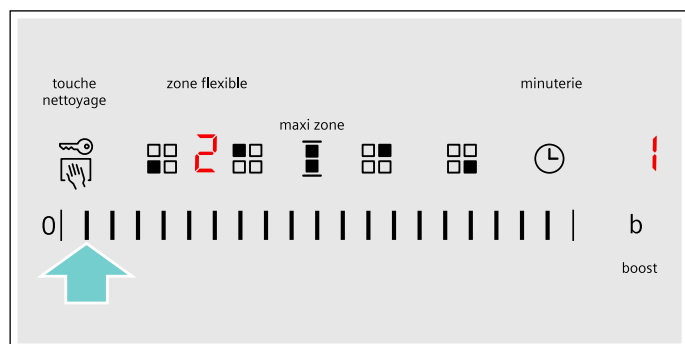 touche
nettoyage
zone flexible
maxi zone
minuterie
2
1
0
b
boost